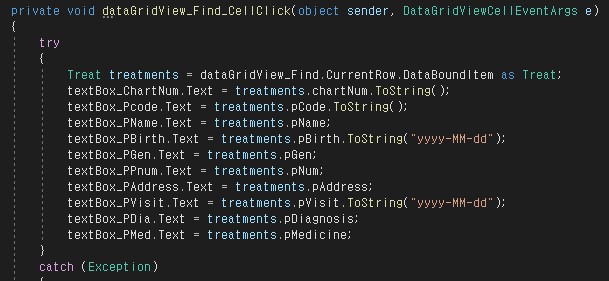 private void dataGridView_Find_CellClick(object sender, DataGridViewCellEventArgs e)
{
try
{
Treat treatments = dataGridView_Find.CurrentRow.DataBoundItem as Treat;
textBox_ChartNum.Text = treatments.chartNum.ToString();
textBox_Pcode.Text = treatments.pCode.ToString();
textBox_PName.Text = treatments.pName;
textBox_PBirth.Text = treatments.pBirth.ToString("yyyy-MM-dd");
textBox_PGen.Text = treatments.pGen;
textBox_PPnum.Text = treatments.pNum;
textBox_PAddress.Text = treatments.pAddress;
textBox_PVisit.Text = treatments.pVisit.ToString("yyyy-MM-dd");
textBox_PDia.Text = treatments.pDiagnosis;
textBox_PMed.Text = treatments.pMedicine;
}
catch (Exception)
{